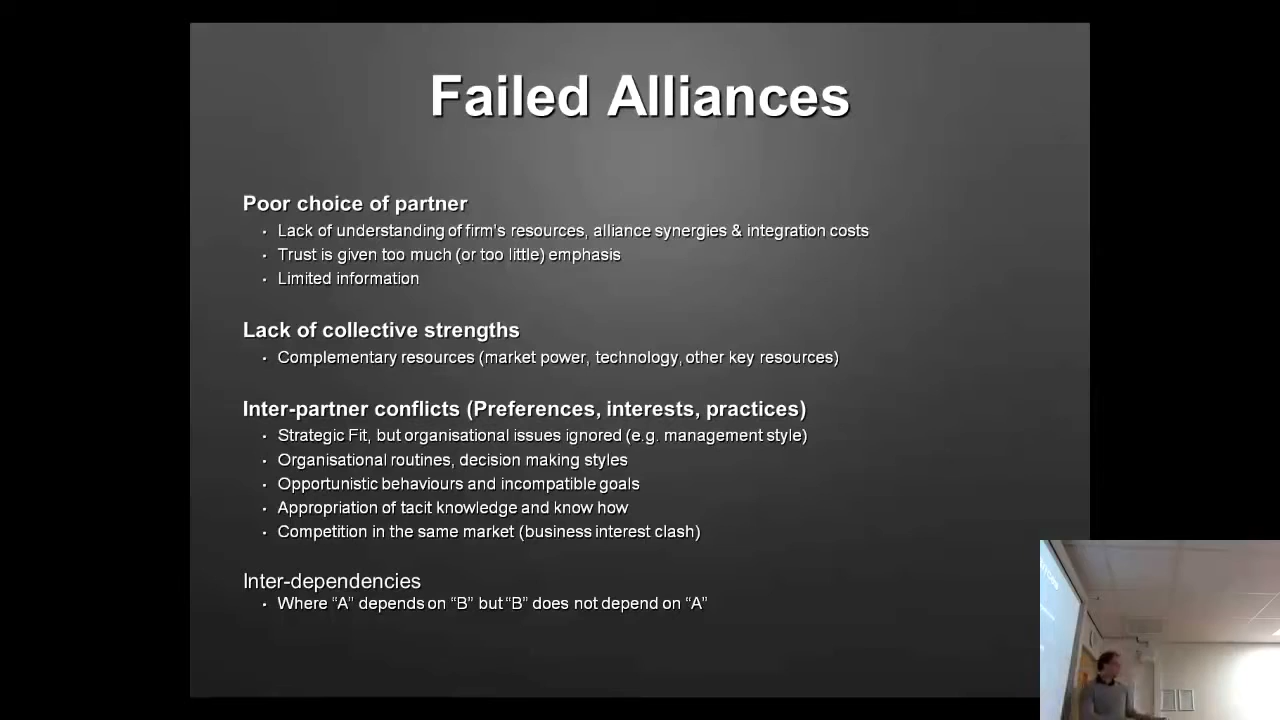 Failed Alliances
Poor choice of partner
· Lack of understanding of firm's resources, alliance synergies & integration costs
· Trust is given too much (or too little) emphasis
· Limited information
Lack of collective strengths
· Complementary resources (market power, technology, other key resources)
Inter-partner conflicts (Preferences, interests, practices)
· Strategic Fit, but organisational issues ignored (e.g. management style)
· Organisational routines, decision making styles
· Opportunistic behaviours and incompatible goals
· Appropriation of tacit knowledge and know how
· Competition in the same market (business interest clash)
Inter-dependencies
· Where “A” depends on “B” but “B” does not depend on “A”